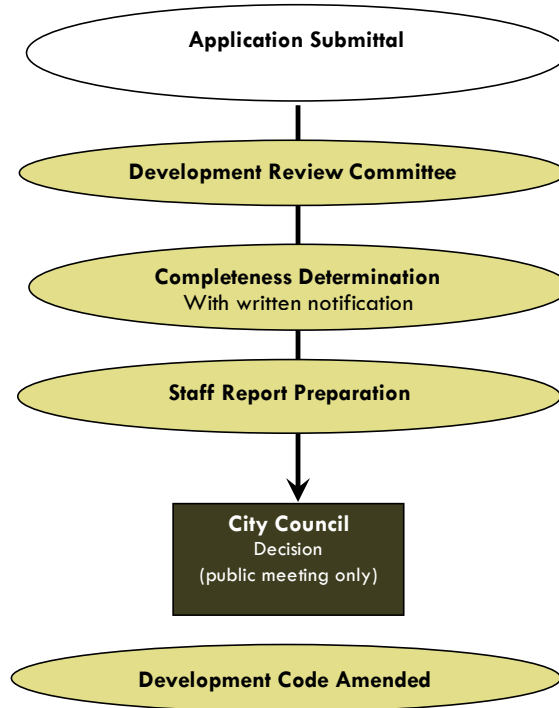 Application Submittal
Development Review Committee
Completeness Determination
With written notification
Staff Report Preparation
City Council
Decision
(public meeting only)
Development Code Amended